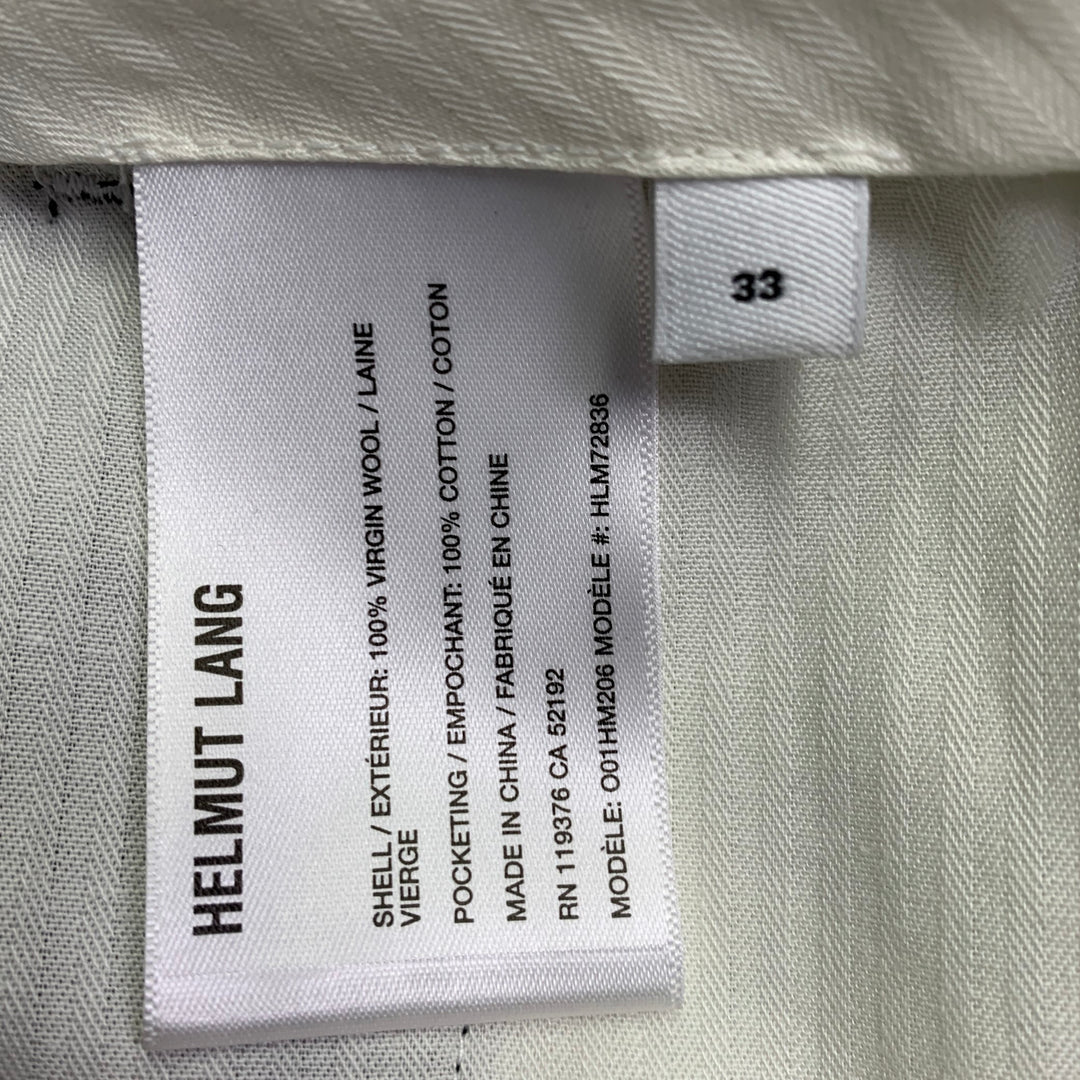 HELMUT LANG
SHELL / EXTÉRIEUR: 100% VIRGIN WOOL / LAINE
VIERGE
POCKETING / EMPOCHANT: 100% COTTON / COTON
MADE IN CHINA / FABRIQUÉ EN CHINE
RN 119376 CA 52192
MODÈLE: O01HM206 MODÈLE #: HLM72836
33